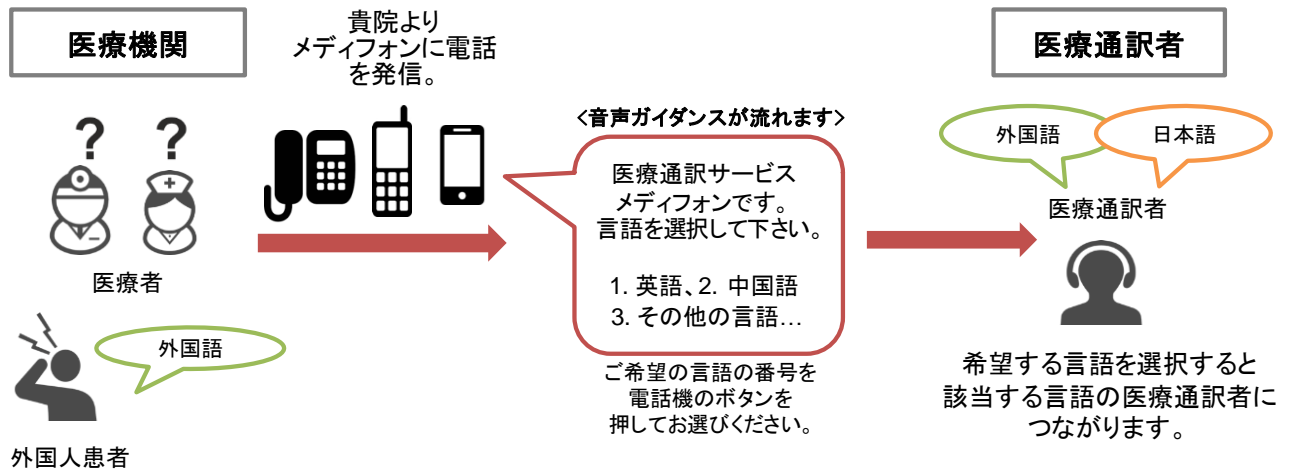 医療機関
貴院より
メディフォンに電話
を発信。
医療通訳者
? ?
医療者
外国語
外国人患者
<音声ガイダンスが流れます>
医療通訳サービス
メディフォンです。
言語を選択して下さい。
1. 英語、2. 中国語
3. その他の言語…
ご希望の言語の番号を
電話機のボタンを
押してお選びください。
外国語 日本語
医療通訳者
希望する言語を選択すると
該当する言語の医療通訳者に
つながります。